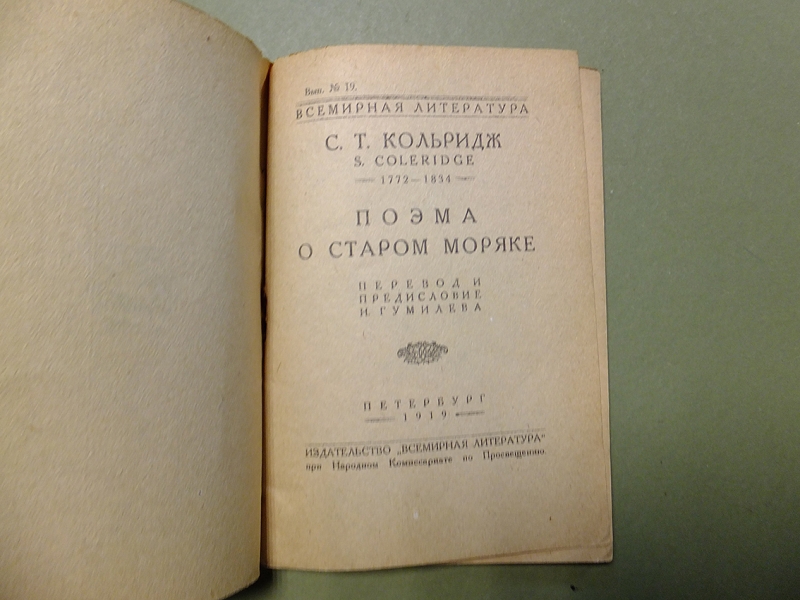 Вып. № 19.
ВСЕМИРНАЯ ЛИТЕРАТУРА
С. Т. КОЛЬРИДЖ
S. COLERIDGE
1772—1834
ПОЭМА
О СТАРОМ МОРЯКЕ
ПЕРЕВОД И
ПРЕДИСЛОВИЕ
Н. ГУМИЛЕВА
ПЕТЕРБУРГ
1919
ИЗДАТЕЛЬСТВО „ВСЕМИРНАЯ ЛИТЕРАТУРА“
при Народном Комиссариате по Просвещению.